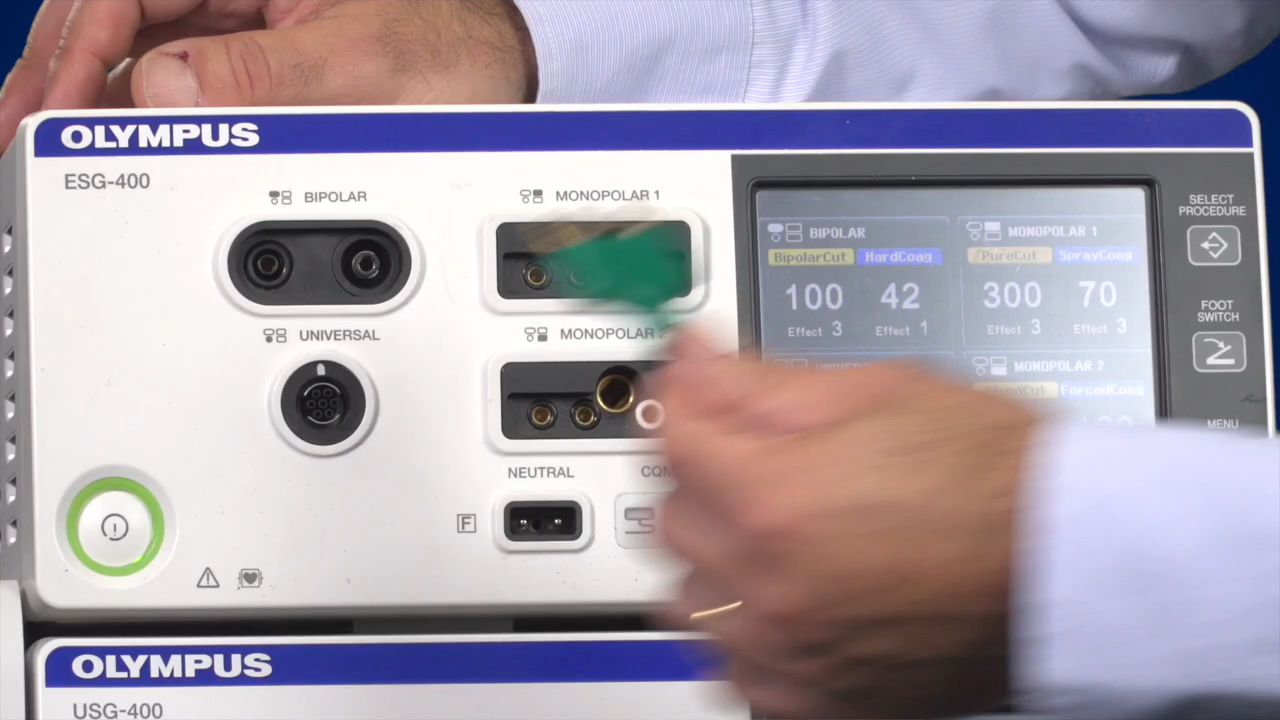 OLYMPUS
ESG-400
BIPOLAR
MONOPOLAR 1
UNIVERSAL
MONOPOLAR
NEUTRAL
F
BIPOLAR
BipolarCut HardCoag
100 42
Effect 3 Effect 1
MONOPOLAR 1
PureCut SprayCoag
300 70
Effect 3 Effect 3
MONOPOLAR 2
ForcedCoag
SELECT
PROCEDURE
FOOT
SWITCH
MENU
OLYMPUS
USG-400